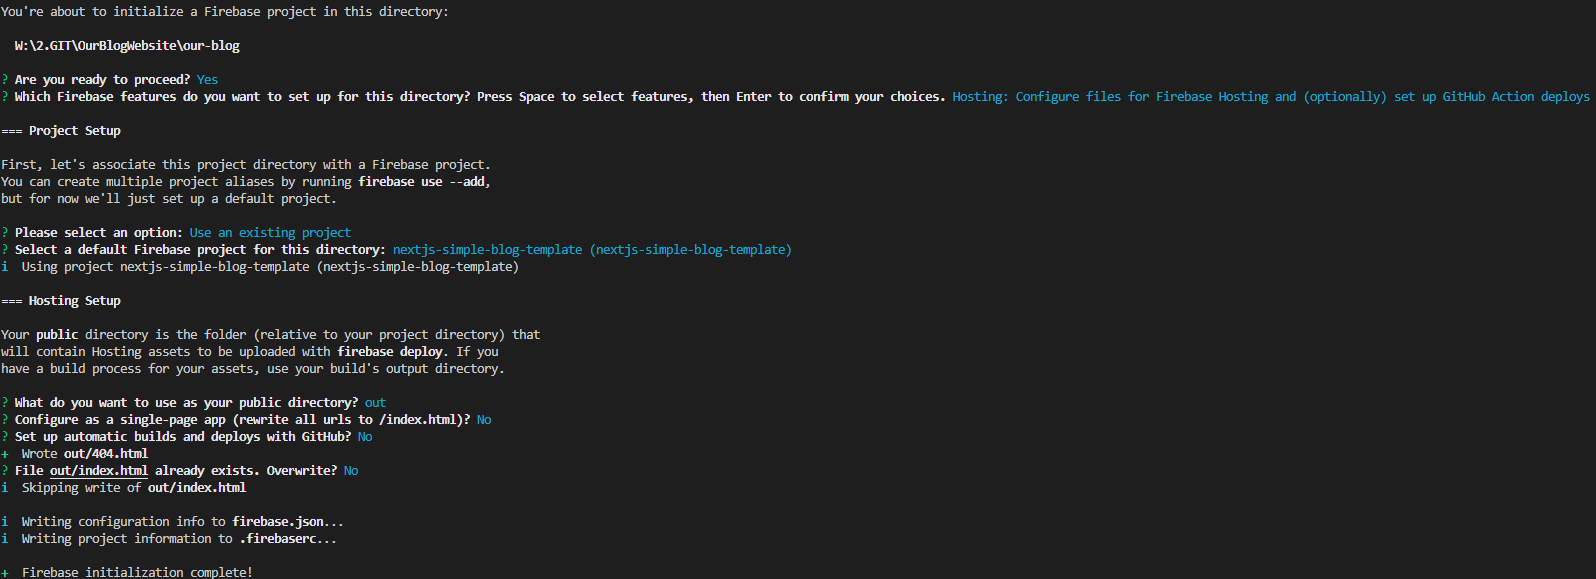 You're about to initialize a Firebase project in this directory:
W:\2.GIT\OurBlogWebsite\our-blog
? Are you ready to proceed? Yes
? Which Firebase features do you want to set up for this directory? Press Space to select features, then Enter to confirm your choices. Hosting: Configure files for Firebase Hosting and (optionally) set up GitHub Action deploys
=== Project Setup
First, let's associate this project directory with a Firebase project.
You can create multiple project aliases by running firebase use --add,
but for now we'll just set up a default project.
? Please select an option: Use an existing project
? Select a default Firebase project for this directory: nextjs-simple-blog-template (nextjs-simple-blog-template)
i Using project nextjs-simple-blog-template (nextjs-simple-blog-template)
=== Hosting Setup
Your public directory is the folder (relative to your project directory) that
will contain Hosting assets to be uploaded with firebase deploy. If you
have a build process for your assets, use your build's output directory.
? What do you want to use as your public directory? out
? Configure as a single-page app (rewrite all urls to /index.html)? No
? Set up automatic builds and deploys with GitHub? No
+ Wrote out/404.html
? File out/index.html already exists. Overwrite? No
i Skipping write of out/index.html
i Writing configuration info to firebase.json...
i Writing project information to .firebaserc...
+ Firebase initialization complete!